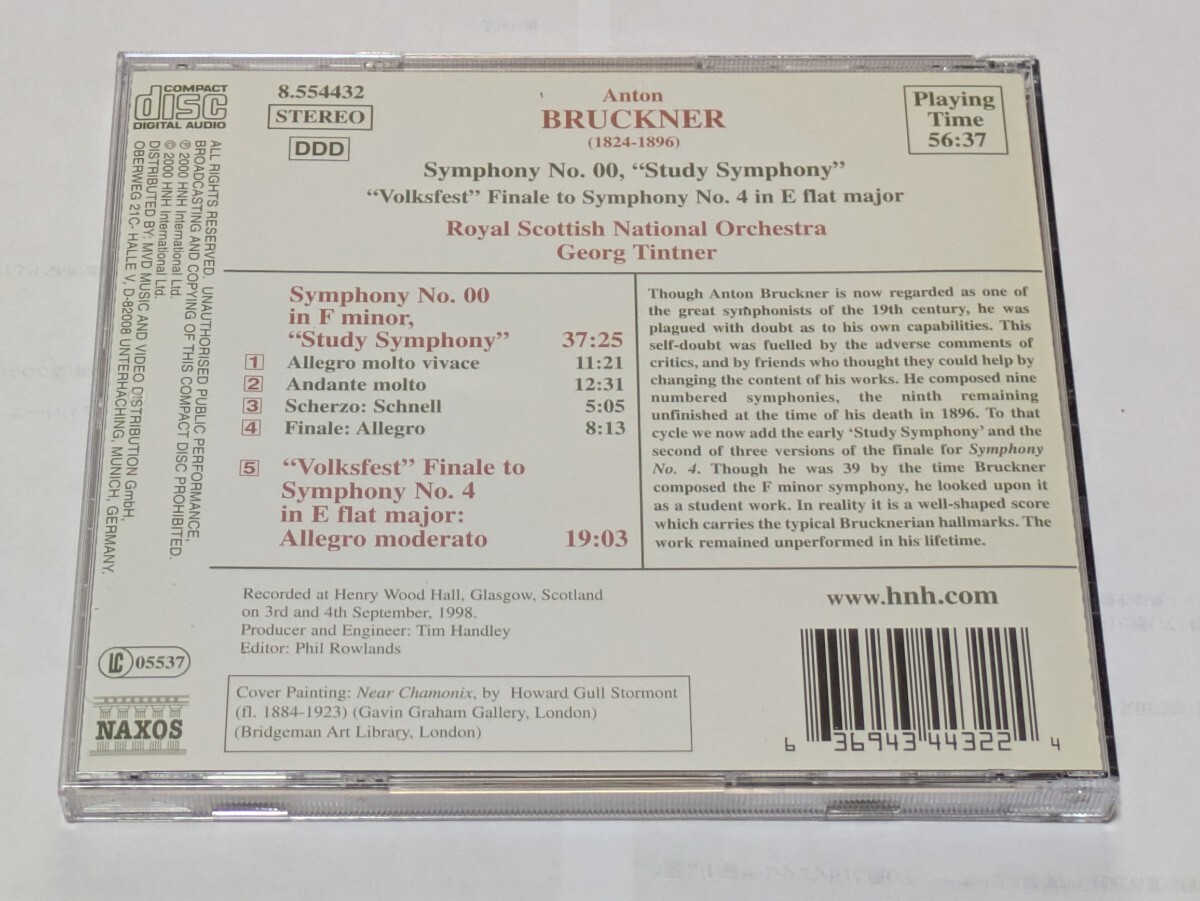 COMPACT
disc
DIGITAL AUDIO
8.554432
STEREO
DDD
Anton
BRUCKNER
(1824-1896)
Symphony No. 00, “Study Symphony”
“Volksfest” Finale to Symphony No. 4 in E flat major
Royal Scottish National Orchestra
Georg Tintner
Playing
Time
56:37
ALL RIGHTS RESERVED. UNAUTHORISED PUBLIC PERFORMANCE,
BROADCASTING AND COPYING OF THIS COMPACT DISC PROHIBITED.
℗ 2000 HNH International Ltd.
© 2000 HNH International Ltd.
DISTRIBUTED BY: MVD MUSIC AND VIDEO DISTRIBUTION GmbH,
OBERWEG 21C- HALLE V, D-82008 UNTERHACHING, MUNICH, GERMANY.
Symphony No. 00
in F minor,
“Study Symphony” 37:25
1 Allegro molto vivace 11:21
2 Andante molto 12:31
3 Scherzo: Schnell 5:05
4 Finale: Allegro 8:13
5 “Volksfest” Finale to
Symphony No. 4
in E flat major:
Allegro moderato 19:03
Though Anton Bruckner is now regarded as one of
the great symphonists of the 19th century, he was
plagued with doubt as to his own capabilities. This
self-doubt was fuelled by the adverse comments of
critics, and by friends who thought they could help by
changing the content of his works. He composed nine
numbered symphonies, the ninth remaining
unfinished at the time of his death in 1896. To that
cycle we now add the early ‘Study Symphony’ and the
second of three versions of the finale for Symphony
No. 4. Though he was 39 by the time Bruckner
composed the F minor symphony, he looked upon it
as a student work. In reality it is a well-shaped score
which carries the typical Brucknerian hallmarks. The
work remained unperformed in his lifetime.
Recorded at Henry Wood Hall, Glasgow, Scotland
on 3rd and 4th September, 1998.
Producer and Engineer: Tim Handley
Editor: Phil Rowlands
www.hnh.com
LC 05537
NAXOS
Cover Painting: Near Chamonix, by Howard Gull Stormont
(fl. 1884-1923) (Gavin Graham Gallery, London)
(Bridgeman Art Library, London)
6 36943 44322 4